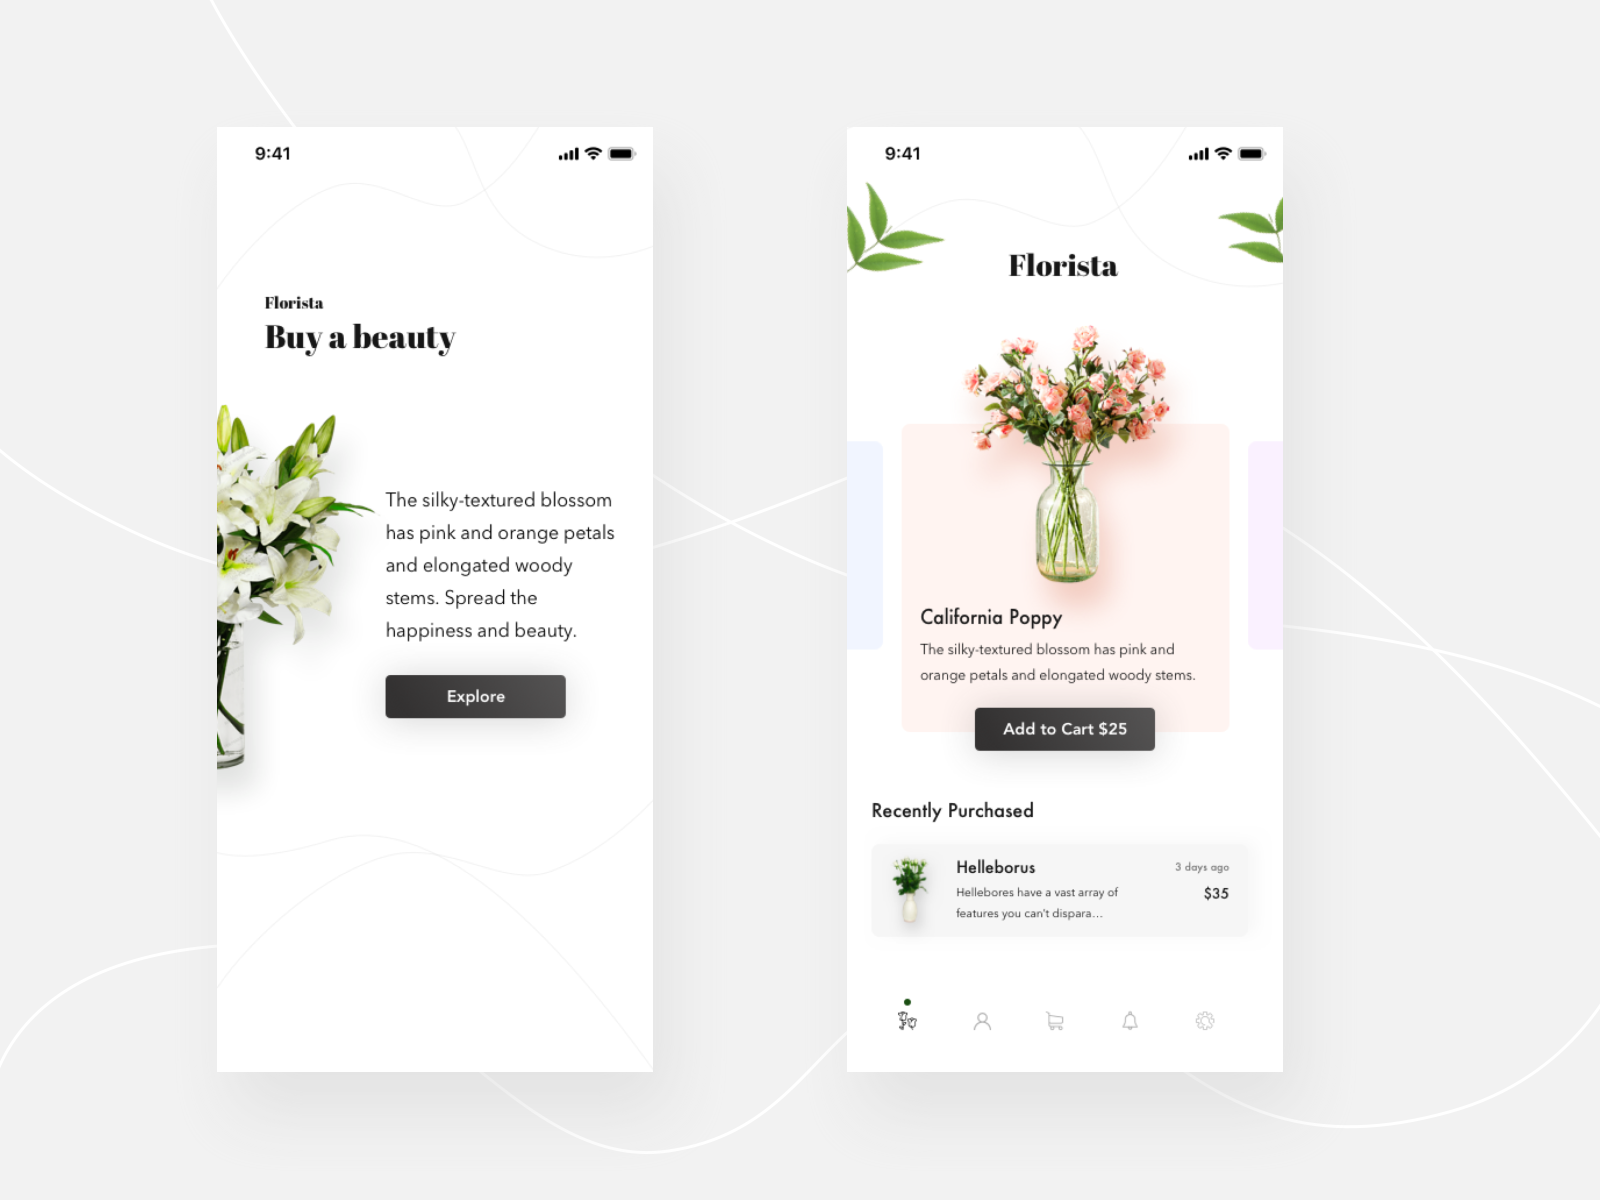 9:41
Florista
Buy a beauty
The silky-textured blossom
has pink and orange petals
and elongated woody
stems. Spread the
happiness and beauty.
Explore
9:41
Florista
California Poppy
The silky-textured blossom has pink and
orange petals and elongated woody stems.
Add to Cart $25
Recently Purchased
Helleborus
3 days ago
Hellebores have a vast array of
$35
features you can't dispara...